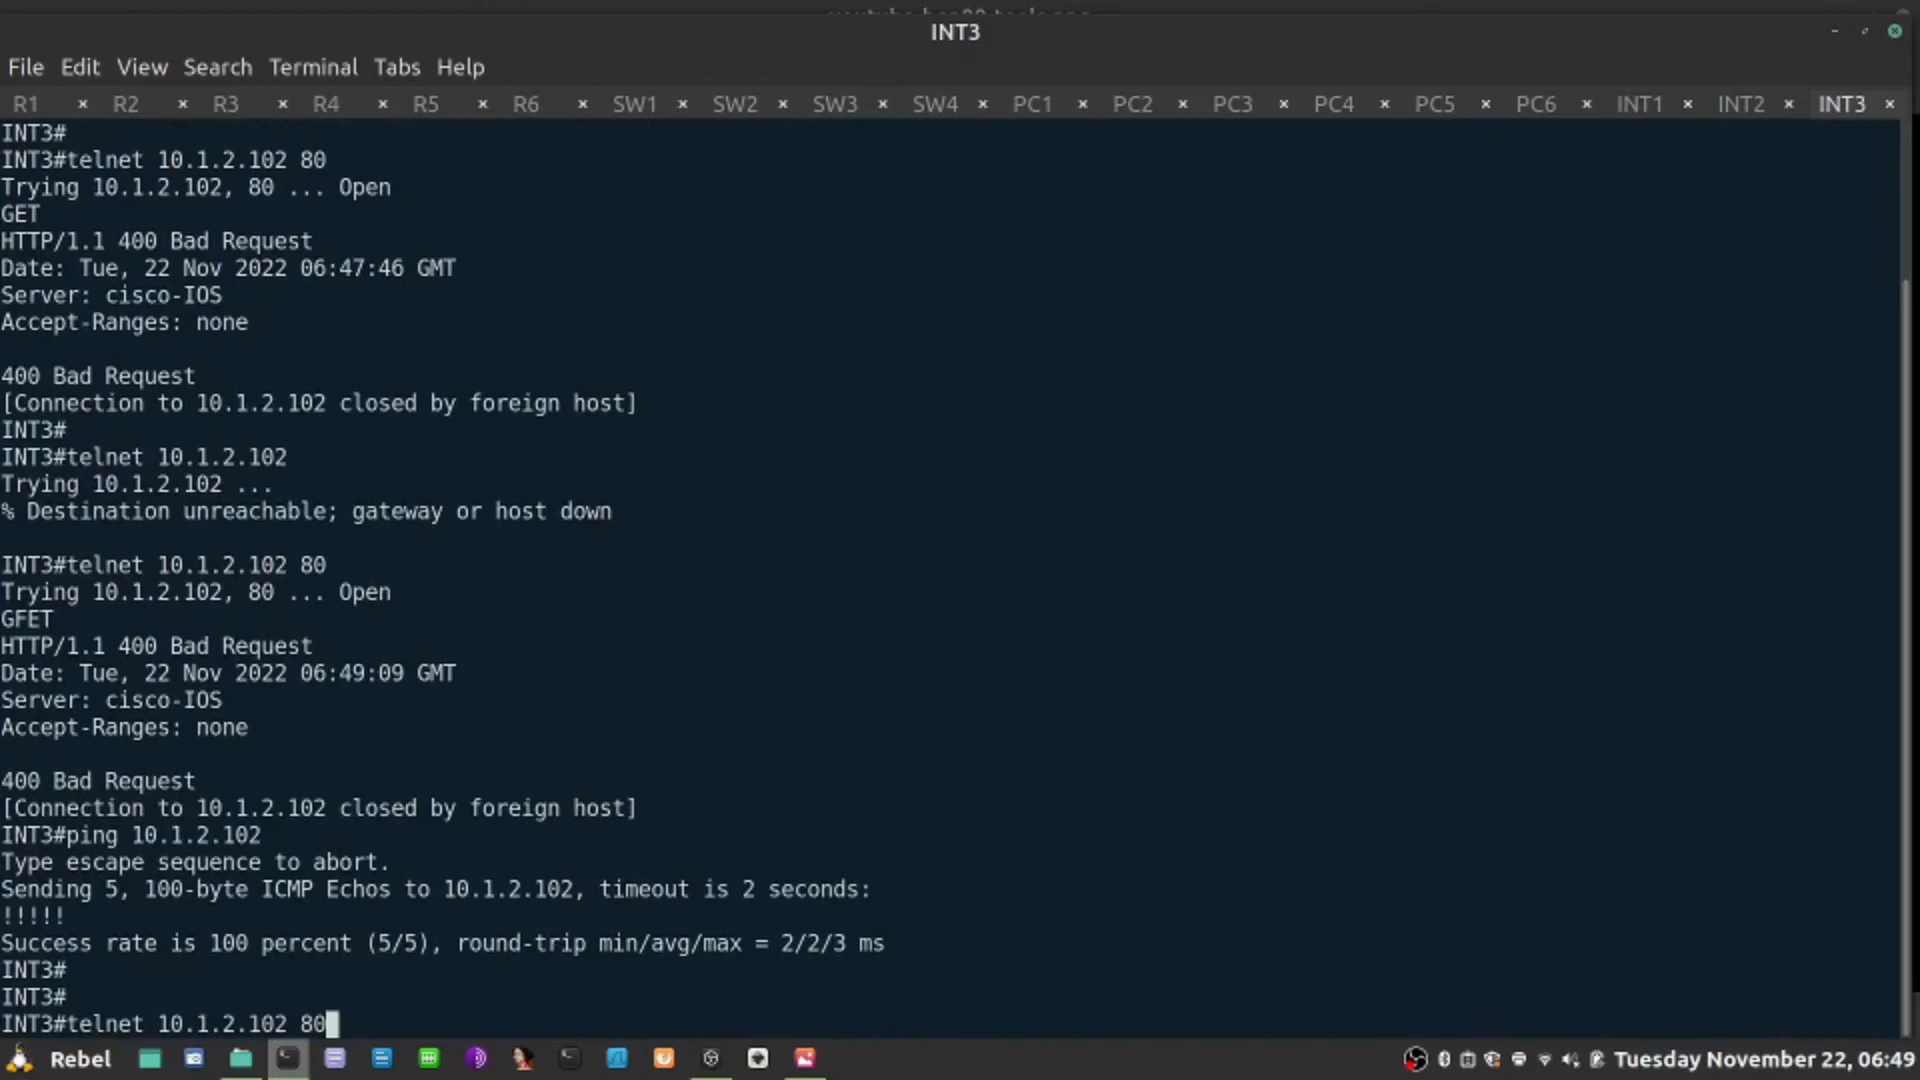 INT3
File Edit View Search Terminal Tabs Help
R1 × R2 × R3 × R4 × R5 × R6 × SW1 × SW2 × SW3 × SW4 × PC1 × PC2 × PC3 × PC4 × PC5 × PC6 × INT1 × INT2 × INT3 ×
INT3#
INT3#telnet 10.1.2.102 80
Trying 10.1.2.102, 80 ... Open
GET
HTTP/1.1 400 Bad Request
Date: Tue, 22 Nov 2022 06:47:46 GMT
Server: cisco-IOS
Accept-Ranges: none
400 Bad Request
[Connection to 10.1.2.102 closed by foreign host]
INT3#
INT3#telnet 10.1.2.102
Trying 10.1.2.102 ...
% Destination unreachable; gateway or host down
INT3#telnet 10.1.2.102 80
Trying 10.1.2.102, 80 ... Open
GFET
HTTP/1.1 400 Bad Request
Date: Tue, 22 Nov 2022 06:49:09 GMT
Server: cisco-IOS
Accept-Ranges: none
400 Bad Request
[Connection to 10.1.2.102 closed by foreign host]
INT3#ping 10.1.2.102
Type escape sequence to abort.
Sending 5, 100-byte ICMP Echos to 10.1.2.102, timeout is 2 seconds:
!!!!!
Success rate is 100 percent (5/5), round-trip min/avg/max = 2/2/3 ms
INT3#
INT3#
INT3#telnet 10.1.2.102 80
Rebel
Tuesday November 22, 06:49